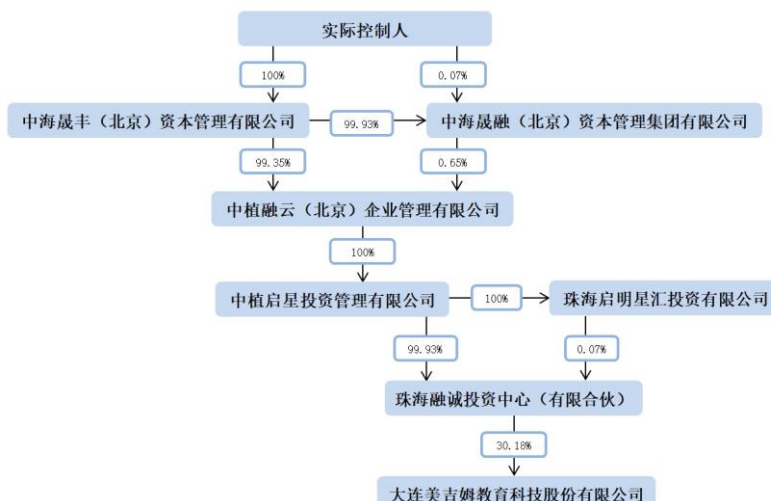 实际控制人
100%
0.07%
中海晟丰（北京）资本管理有限公司
99.93%
中海晟融（北京）资本管理集团有限公司
99.35%
0.65%
中植融云（北京）企业管理有限公司
100%
中植启星投资管理有限公司
100%
珠海启明星汇投资有限公司
99.93%
0.07%
珠海融诚投资中心（有限合伙）
30.18%
大连美吉姆教育科技股份有限公司